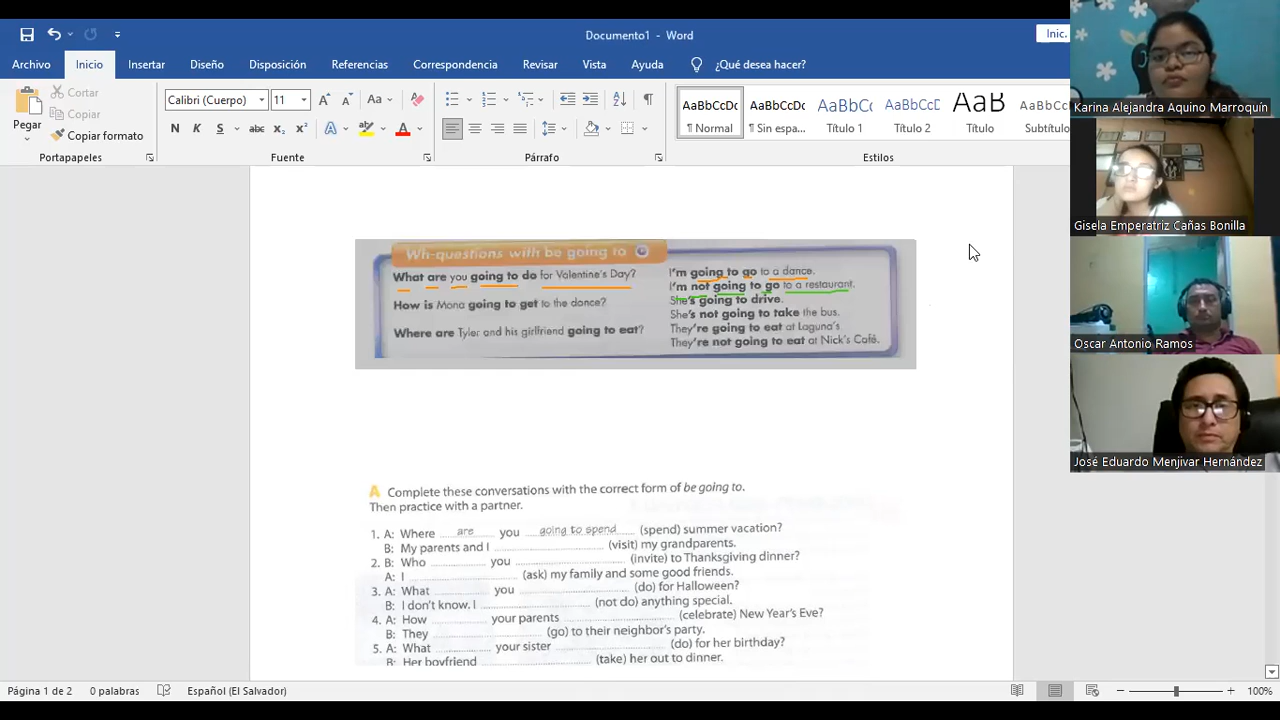 Documento1 - Word
Inic.
Archivo Inicio Insertar Diseño Disposición Referencias Correspondencia Revisar Vista Ayuda ¿Qué desea hacer?
Pegar
Cortar
Copiar
Copiar formato
Calibri (Cuerpo) 11
N K S abc x₂ x²
AaBbCcDc ¶ Normal
AaBbCcDc ¶ Sin espa...
AaBbCc Título 1
AaBbCcD Título 2
AaB Título
AaBbCcD Subtítulo
Portapapeles Fuente Párrafo Estilos
Karina Alejandra Aquino Marroquín
Gisela Emperatriz Cañas Bonilla
Oscar Antonio Ramos
José Eduardo Menjivar Hernández
Wh-questions with be going to
What are you going to do for Valentine's Day? I'm going to go to a dance.
I'm not going to go to a restaurant.
How is Mona going to get to the dance? She's going to drive.
She's not going to take the bus.
Where are Tyler and his girlfriend going to eat? They're going to eat at Laguna's
They're not going to eat at Nick's Café.
A Complete these conversations with the correct form of be going to.
Then practice with a partner.
1. A: Where are you going to spend (spend) summer vacation?
B: My parents and I (visit) my grandparents.
2. B: Who you (invite) to Thanksgiving dinner?
A: I (ask) my family and some good friends.
3. A: What you (do) for Halloween?
B: I don't know. I (not do) anything special.
4. A: How your parents (celebrate) New Year's Eve?
B: They (go) to their neighbor's party.
5. A: What your sister (do) for her birthday?
B: Her boyfriend (take) her out to dinner.
Página 1 de 2 0 palabras Español (El Salvador) 100%